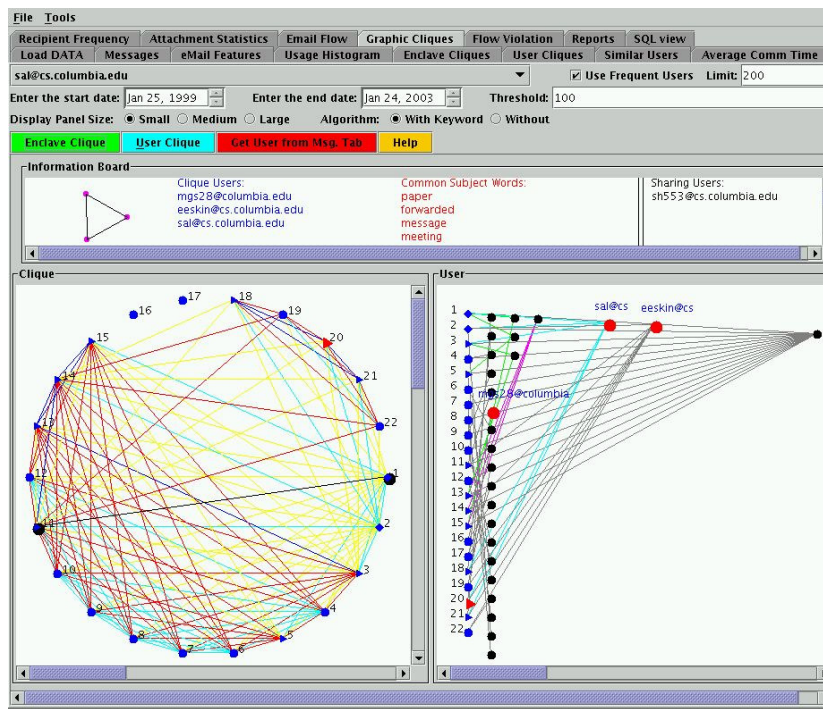 File Tools
Recipient Frequency Attachment Statistics Email Flow Graphic Cliques Flow Violation Reports SQL view
Load DATA Messages eMail Features Usage Histogram Enclave Cliques User Cliques Similar Users Average Comm Time
sal@cs.columbia.edu Use Frequent Users Limit: 200
Enter the start date: Jan 25, 1999 Enter the end date: Jan 24, 2003 Threshold: 100
Display Panel Size: Small Medium Large Algorithm: With Keyword Without
Enclave Clique User Clique Get User from Msg. Tab Help
Information Board
Clique Users: Common Subject Words: Sharing Users:
mgs28@columbia.edu paper sh553@cs.columbia.edu
eeskin@cs.columbia.edu forwarded
sal@cs.columbia.edu message
meeting
Clique
16
17
18
19
20
21
22
1
2
3
4
5
6
7
8
9
10
11
12
13
14
15
User
sal@cs eeskin@cs
1
2
3
4
5
6
mgs28@columbia
7
8
9
10
11
12
13
14
15
16
17
18
19
20
21
22